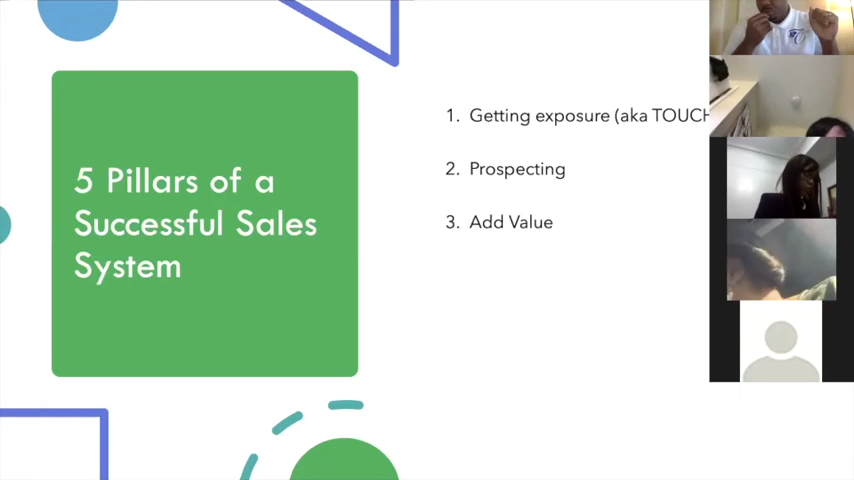 5 Pillars of a
Successful Sales
System
1. Getting exposure (aka TOUCH
2. Prospecting
3. Add Value